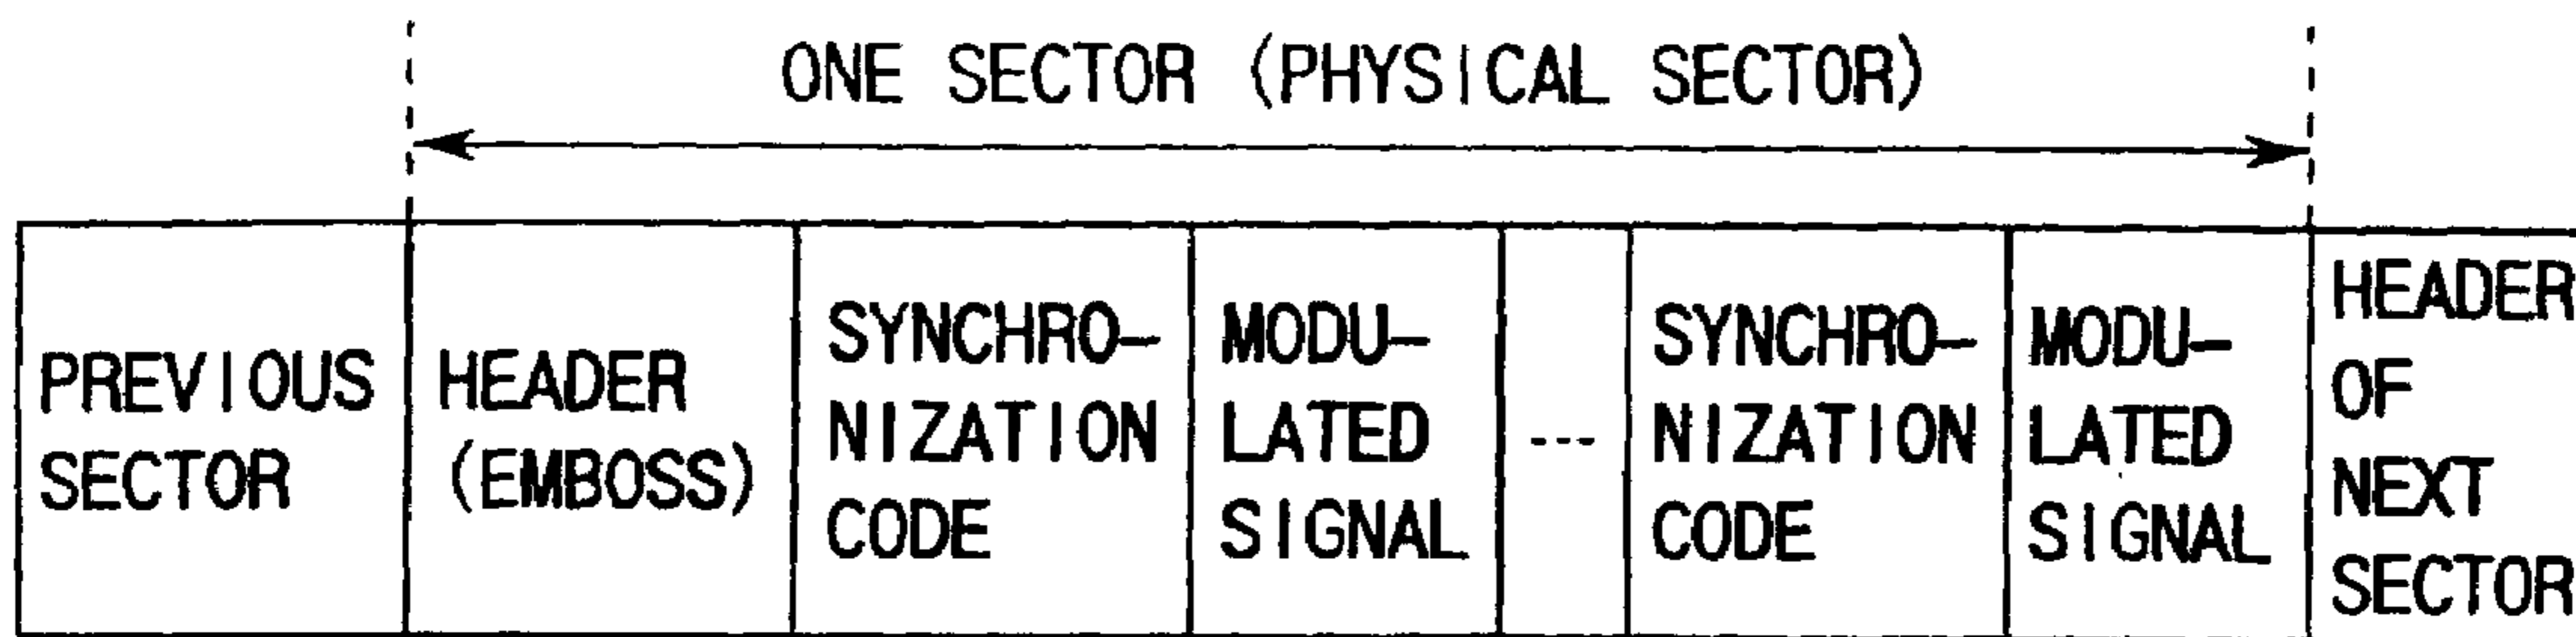 ONE SECTOR (PHYSICAL SECTOR)
PREVIOUS
SECTOR
HEADER
(EMBOSS)
SYNCHRO–
NIZATION
CODE
MODU–
LATED
SIGNAL
---
SYNCHRO–
NIZATION
CODE
MODU–
LATED
SIGNAL
HEADER
OF
NEXT
SECTOR